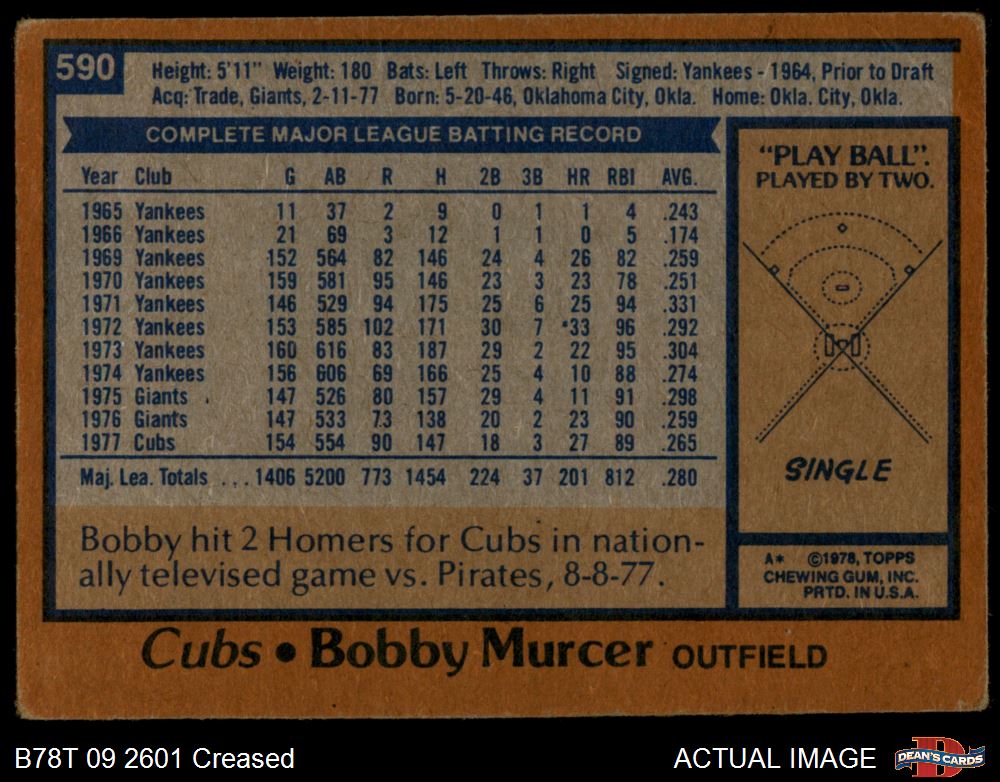 590
Height: 5'11" Weight: 180 Bats: Left Throws: Right Signed: Yankees - 1964, Prior to Draft
Acq: Trade, Giants, 2-11-77 Born: 5-20-46, Oklahoma City, Okla. Home: Okla. City, Okla.
COMPLETE MAJOR LEAGUE BATTING RECORD
Year Club G AB R H 2B 3B HR RBI AVG.
1965 Yankees 11 37 2 9 0 1 1 4 .243
1966 Yankees 21 69 3 12 1 1 0 5 .174
1969 Yankees 152 564 82 146 24 4 26 82 .259
1970 Yankees 159 581 95 146 23 3 23 78 .251
1971 Yankees 146 529 94 175 25 6 25 94 .331
1972 Yankees 153 585 102 171 30 7 *33 96 .292
1973 Yankees 160 616 83 187 29 2 22 95 .304
1974 Yankees 156 606 69 166 25 4 10 88 .274
1975 Giants 147 526 80 157 29 4 11 91 .298
1976 Giants 147 533 73 138 20 2 23 90 .259
1977 Cubs 154 554 90 147 18 3 27 89 .265
Maj. Lea. Totals ... 1406 5200 773 1454 224 37 201 812 .280
Bobby hit 2 Homers for Cubs in nation-
ally televised game vs. Pirates, 8-8-77.
"PLAY BALL".
PLAYED BY TWO.
SINGLE
A* ©1978, TOPPS
CHEWING GUM, INC.
PRTD. IN U.S.A.
Cubs • Bobby Murcer OUTFIELD
B78T 09 2601 Creased
ACTUAL IMAGE
D
DEAN'S CARDS